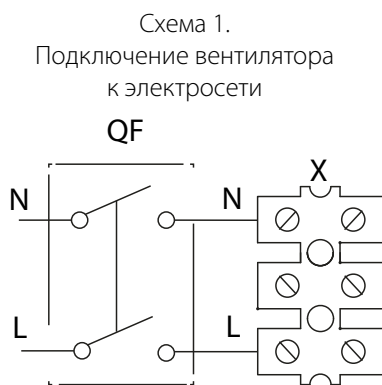 Схема 1.
Подключение вентилятора
к электросети
QF
X
N N
L L